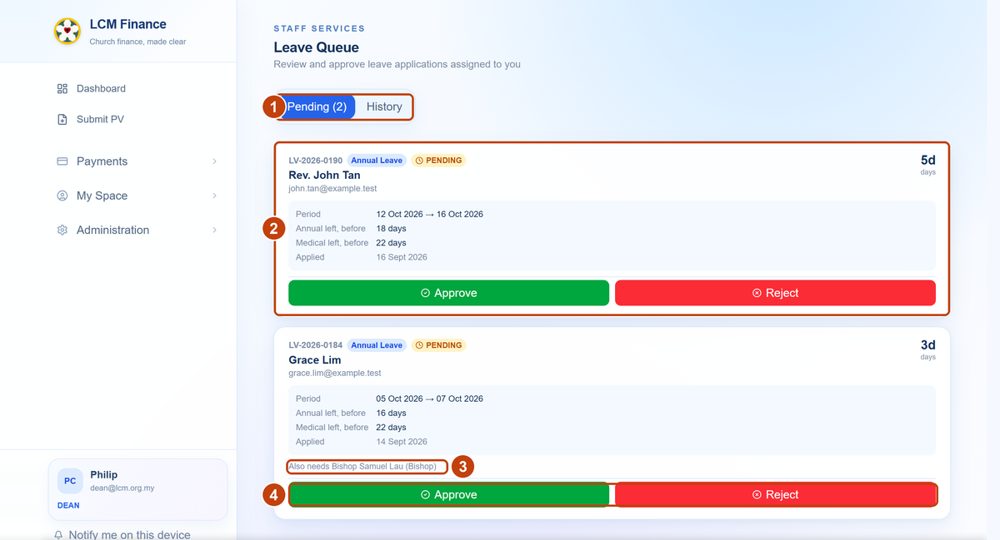 LCM Finance
Church finance, made clear
Dashboard
Submit PV
Payments
My Space
Administration
PC
Philip
dean@lcm.org.my
DEAN
Notify me on this device
STAFF SERVICES
Leave Queue
Review and approve leave applications assigned to you
1 Pending (2) History
2
LV-2026-0190 Annual Leave PENDING 5d
Rev. John Tan days
john.tan@example.test
Period 12 Oct 2026 → 16 Oct 2026
Annual left, before 18 days
Medical left, before 22 days
Applied 16 Sept 2026
Approve Reject
LV-2026-0184 Annual Leave PENDING 3d
Grace Lim days
grace.lim@example.test
Period 05 Oct 2026 → 07 Oct 2026
Annual left, before 16 days
Medical left, before 22 days
Applied 14 Sept 2026
Also needs Bishop Samuel Lau (Bishop) 3
4 Approve Reject